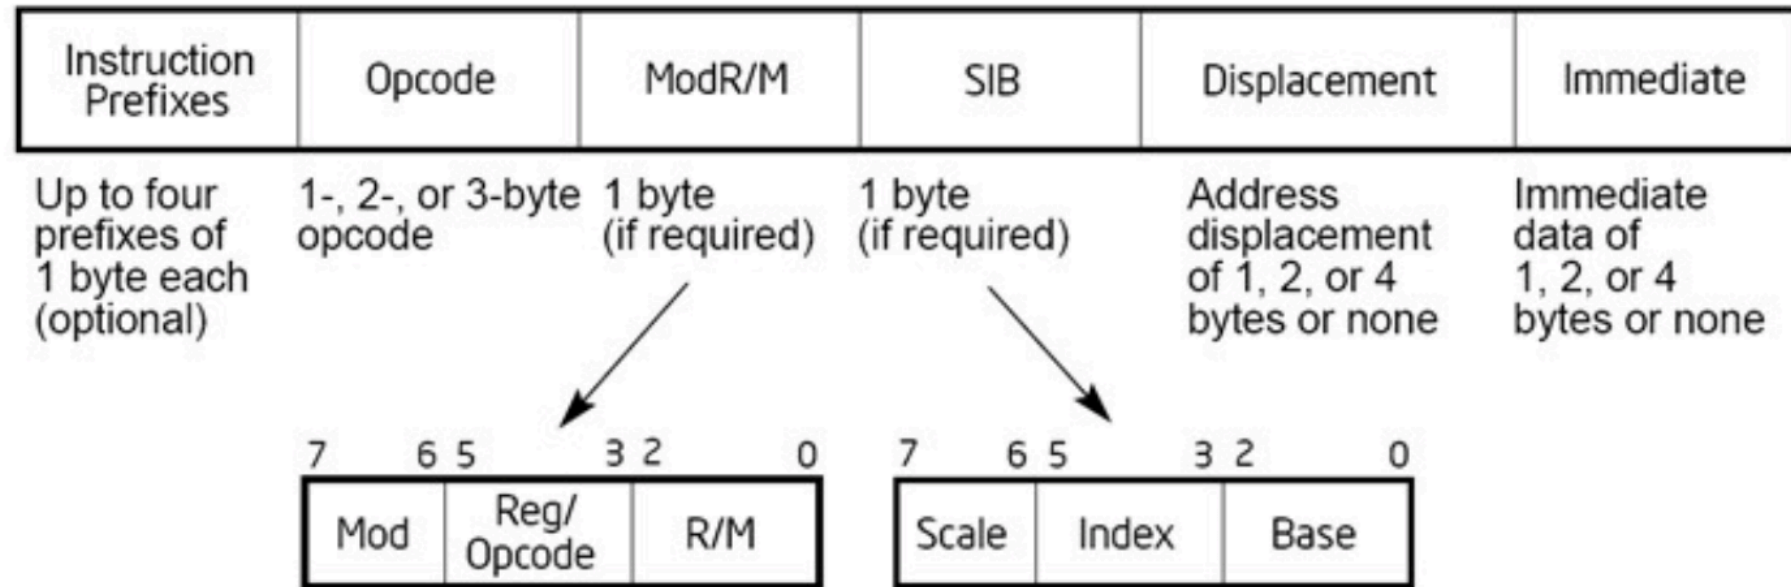 Instruction Prefixes
Opcode
ModR/M
SIB
Displacement
Immediate
Up to four
prefixes of
1 byte each
(optional)
1-, 2-, or 3-byte
opcode
1 byte
(if required)
1 byte
(if required)
Address
displacement
of 1, 2, or 4
bytes or none
Immediate
data of
1, 2, or 4
bytes or none
7 6 5 3 2 0
Mod
Reg/
Opcode
R/M
7 6 5 3 2 0
Scale
Index
Base